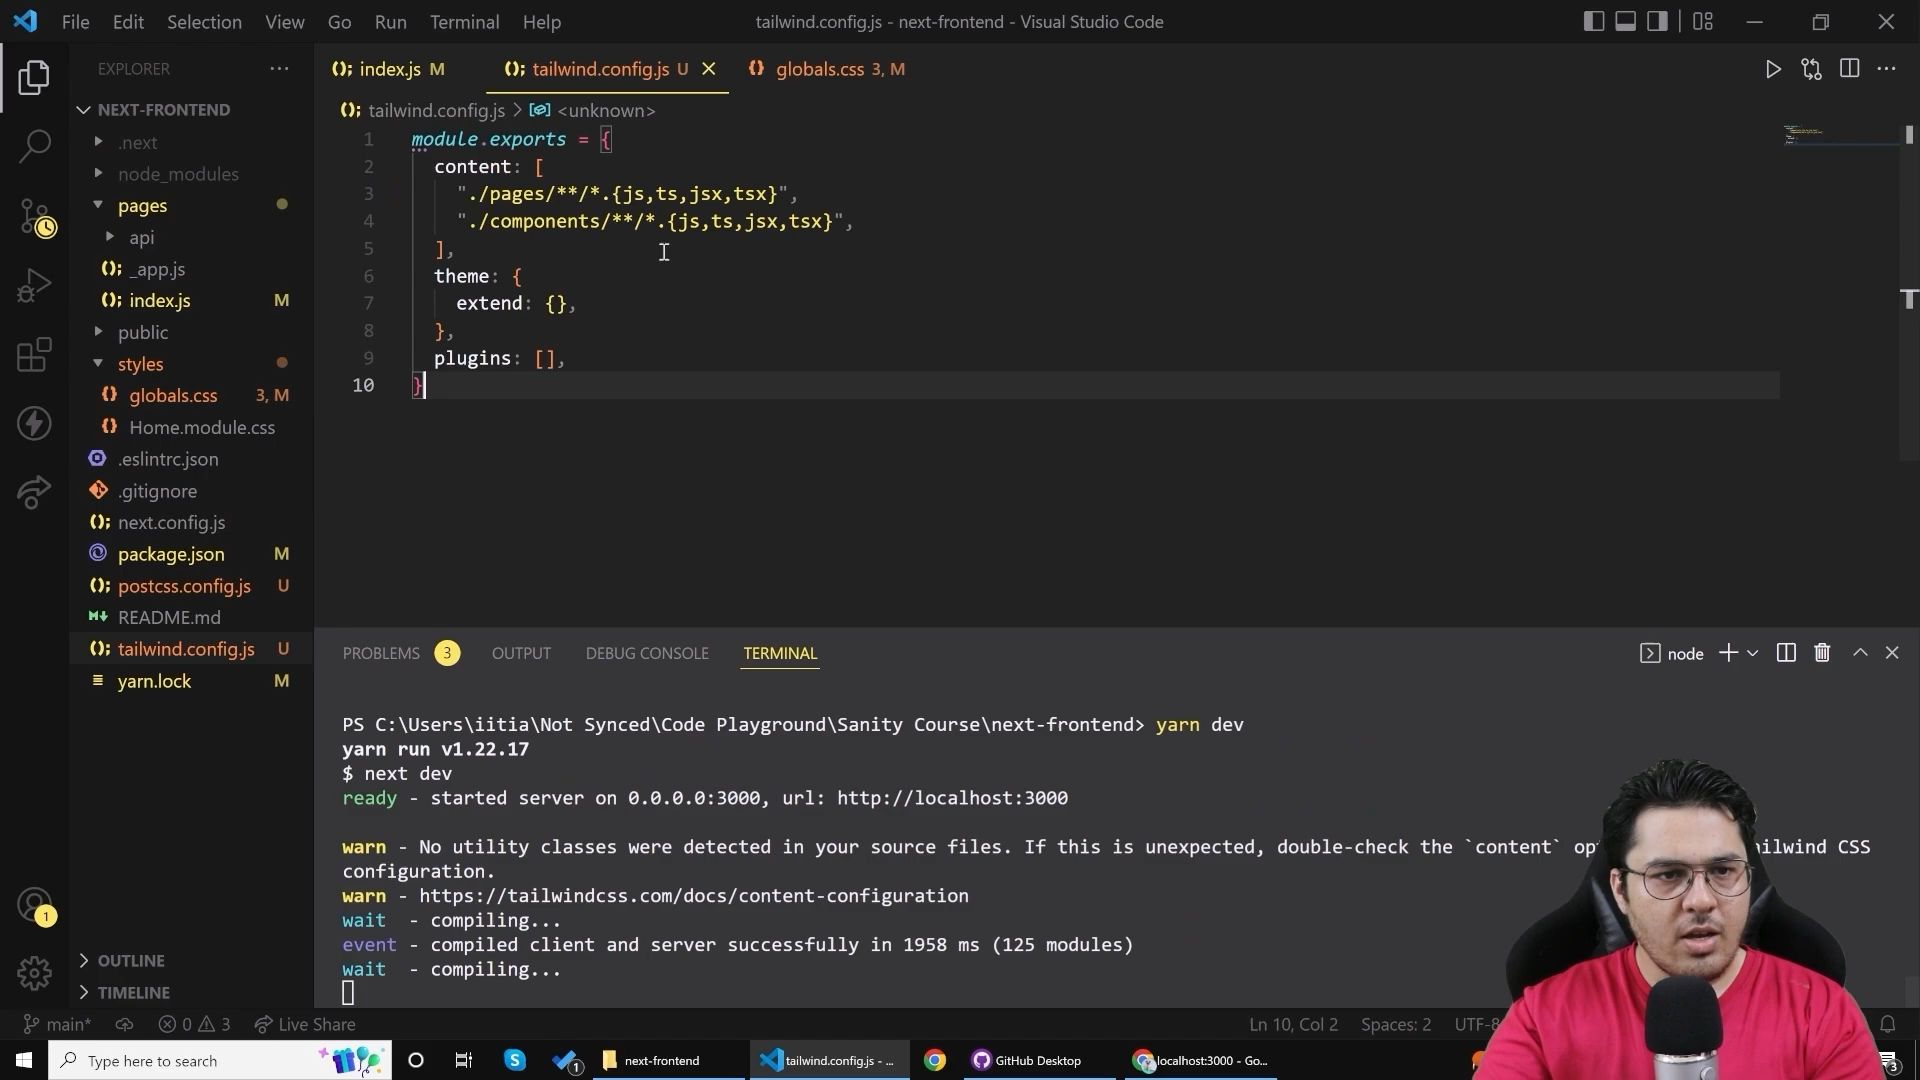 File Edit Selection View Go Run Terminal Help
tailwind.config.js - next-frontend - Visual Studio Code
EXPLORER
NEXT-FRONTEND
.next
node_modules
pages
api
_app.js
index.js M
public
styles
globals.css 3, M
Home.module.css
.eslintrc.json
.gitignore
next.config.js
package.json M
postcss.config.js U
README.md
tailwind.config.js U
yarn.lock M
OUTLINE
TIMELINE
1
index.js M
tailwind.config.js U
globals.css 3, M
tailwind.config.js > <unknown>
1 module.exports = {
2 content: [
3 "./pages/**/*.{js,ts,jsx,tsx}",
4 "./components/**/*.{js,ts,jsx,tsx}",
5 ],
6 theme: {
7 extend: {},
8 },
9 plugins: [],
10 }
PROBLEMS 3 OUTPUT DEBUG CONSOLE TERMINAL
node
PS C:\Users\iitia\Not Synced\Code Playground\Sanity Course\next-frontend> yarn dev
yarn run v1.22.17
$ next dev
ready - started server on 0.0.0.0:3000, url: http://localhost:3000
warn - No utility classes were detected in your source files. If this is unexpected, double-check the `content` CSS
configuration.
warn - https://tailwindcss.com/docs/content-configuration
wait - compiling...
event - compiled client and server successfully in 1958 ms (125 modules)
wait - compiling...
main* 0 3 Live Share
Ln 10, Col 2 Spaces: 2
Type here to search
1
next-frontend
tailwind.config.js - ...
GitHub Desktop
localhost:3000 - Go...
3